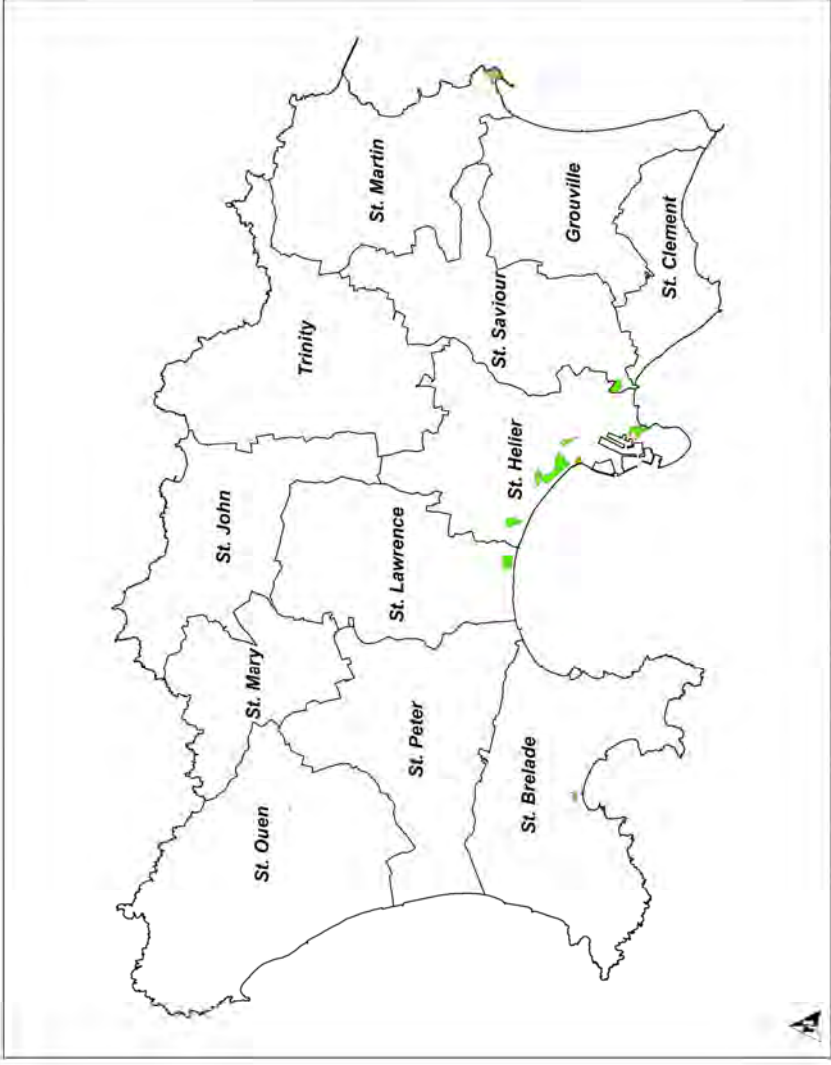 St. Martin
Grouville
St. Clement
Trinity
St. Saviour
St. Helier
St. John
St. Lawrence
St. Mary
St. Peter
St. Ouen
St. Brelade